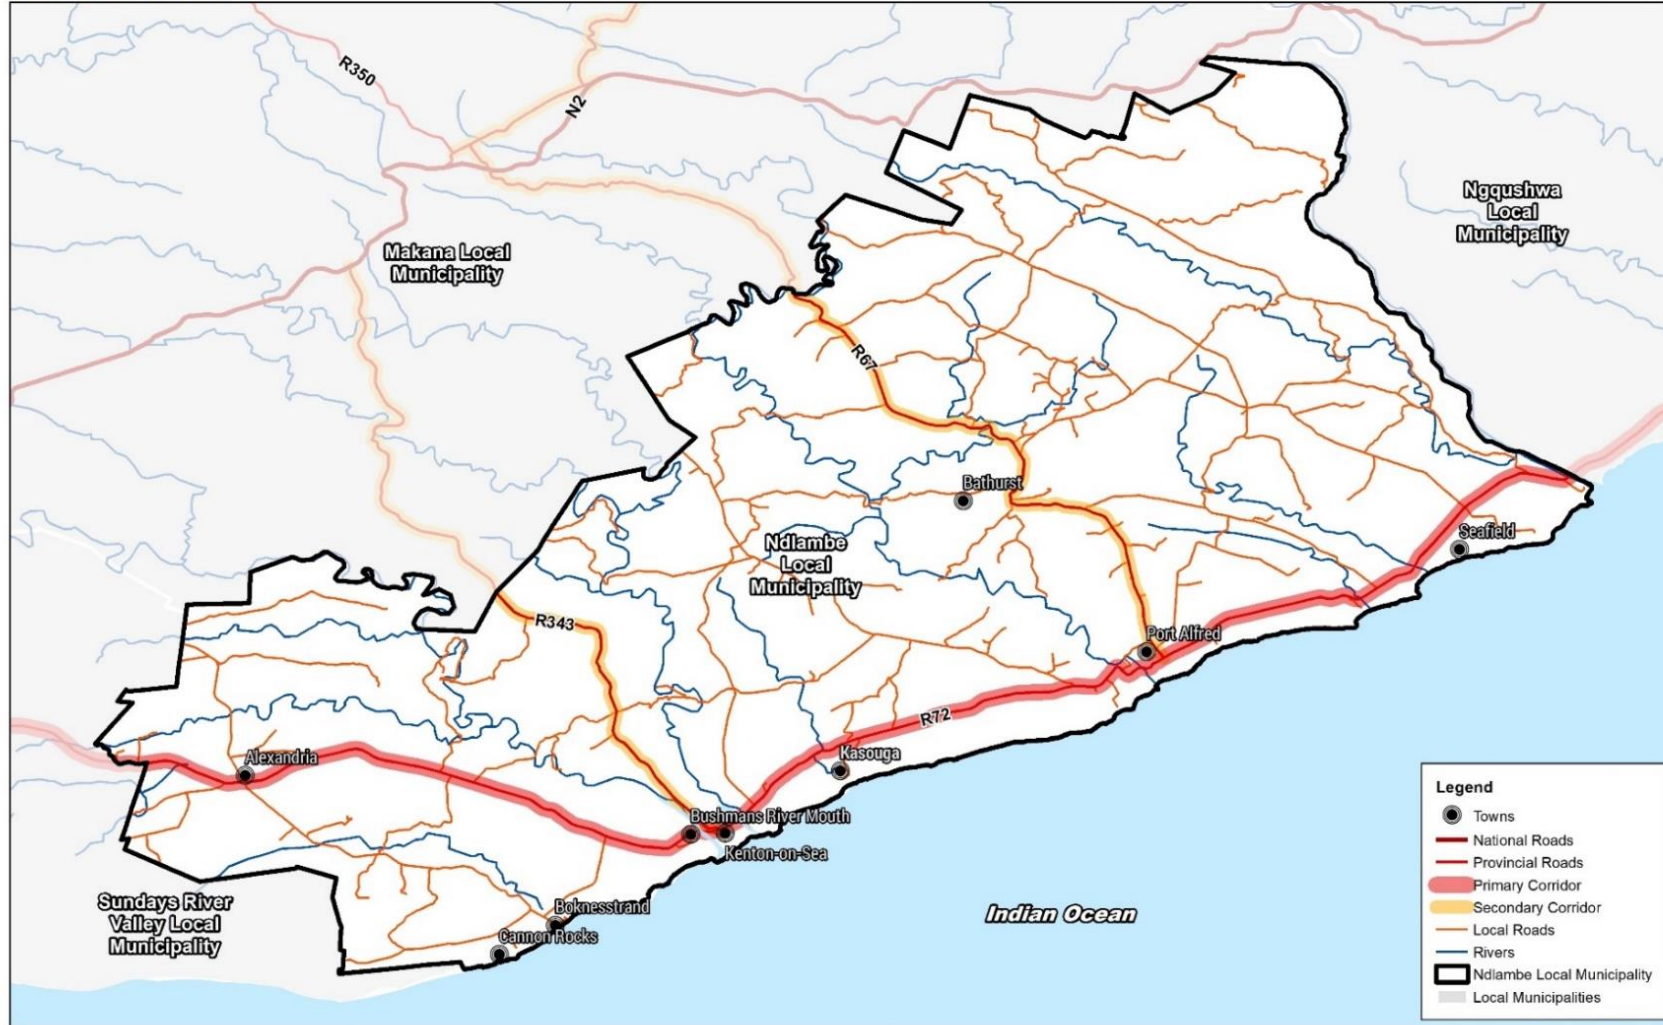 R350
N2
Makana Local
Municipality
Ngqushwa
Local
Municipality
R67
Bathurst
Ndlambe
Local
Municipality
Seafield
R343
Port Alfred
R72
Alexandria
Kasouga
Bushmans River Mouth
Kenton-on-Sea
Sundays River
Valley Local
Municipality
Boknesstrand
Cannon Rocks
Indian Ocean
Legend
Towns
National Roads
Provincial Roads
Primary Corridor
Secondary Corridor
Local Roads
Rivers
Ndlambe Local Municipality
Local Municipalities